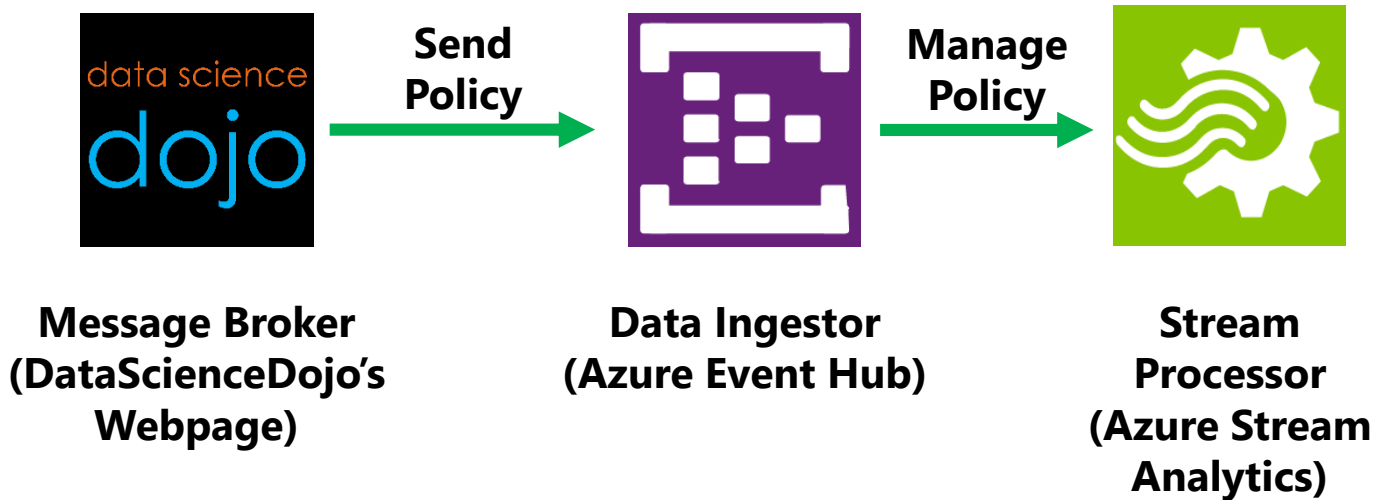 data science
dojo
Send
Policy
Manage
Policy
Message Broker
(DataScienceDojo’s
Webpage)
Data Ingestor
(Azure Event Hub)
Stream
Processor
(Azure Stream
Analytics)